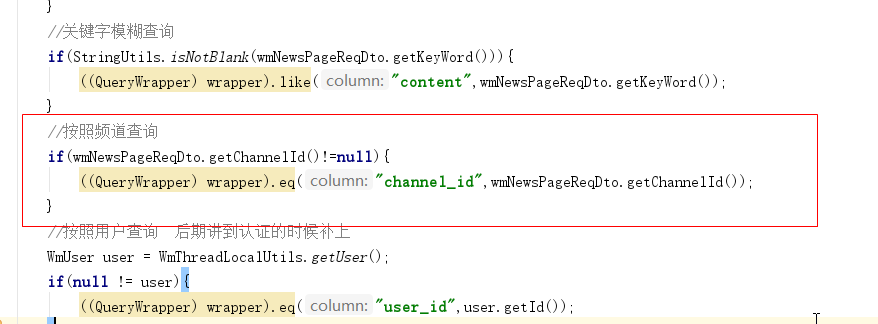 }
//关键字模糊查询
if(StringUtils.isNotBlank(wmNewsPageReqDto.getKeyWord())){
((QueryWrapper) wrapper).like( column: "content",wmNewsPageReqDto.getKeyWord());
}
//按照频道查询
if(wmNewsPageReqDto.getChannelId()!=null){
((QueryWrapper) wrapper).eq( column: "channel_id",wmNewsPageReqDto.getChannelId());
}
//按照用户查询  后期讲到认证的时候补上
WmUser user = WmThreadLocalUtils.getUser();
if(null != user){
((QueryWrapper) wrapper).eq( column: "user_id",user.getId());